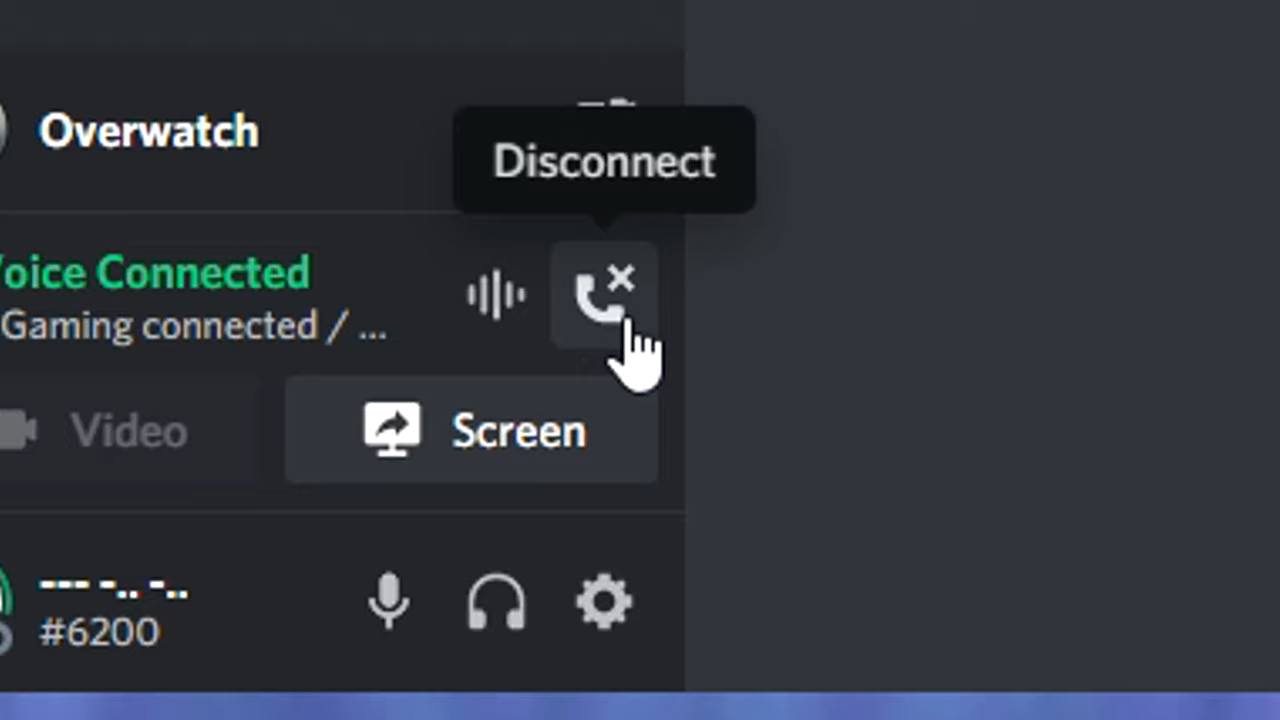 Overwatch
Disconnect
Voice Connected
Gaming connected / ...
Video
Screen
--- -.. -..
#6200